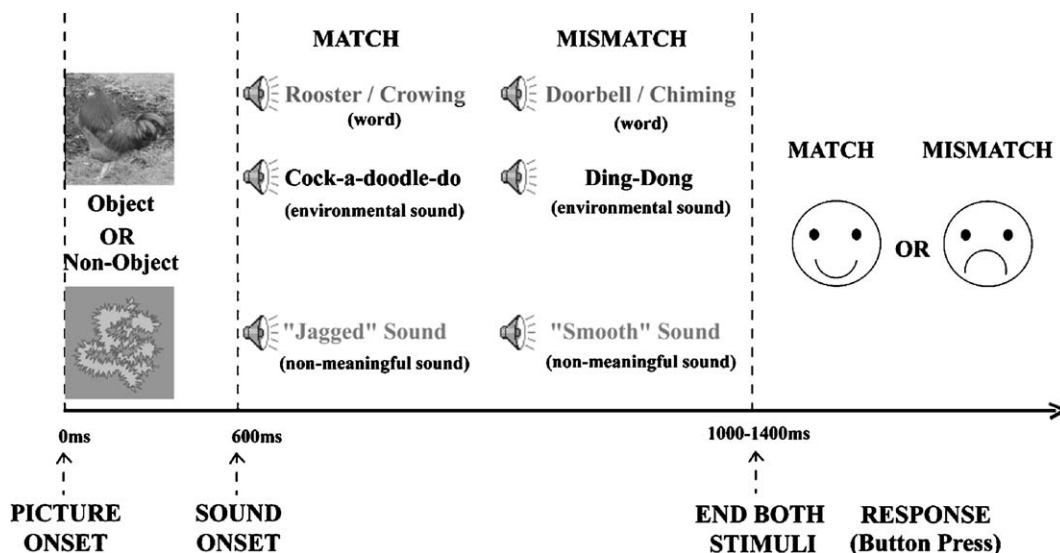 MATCH
MISMATCH
Rooster / Crowing
(word)
Doorbell / Chiming
(word)
Cock-a-doodle-do
(environmental sound)
Ding-Dong
(environmental sound)
Object
OR
Non-Object
"Jagged" Sound
(non-meaningful sound)
"Smooth" Sound
(non-meaningful sound)
MATCH
MISMATCH
OR
0ms
600ms
1000-1400ms
PICTURE
ONSET
SOUND
ONSET
END BOTH
STIMULI
RESPONSE
(Button Press)